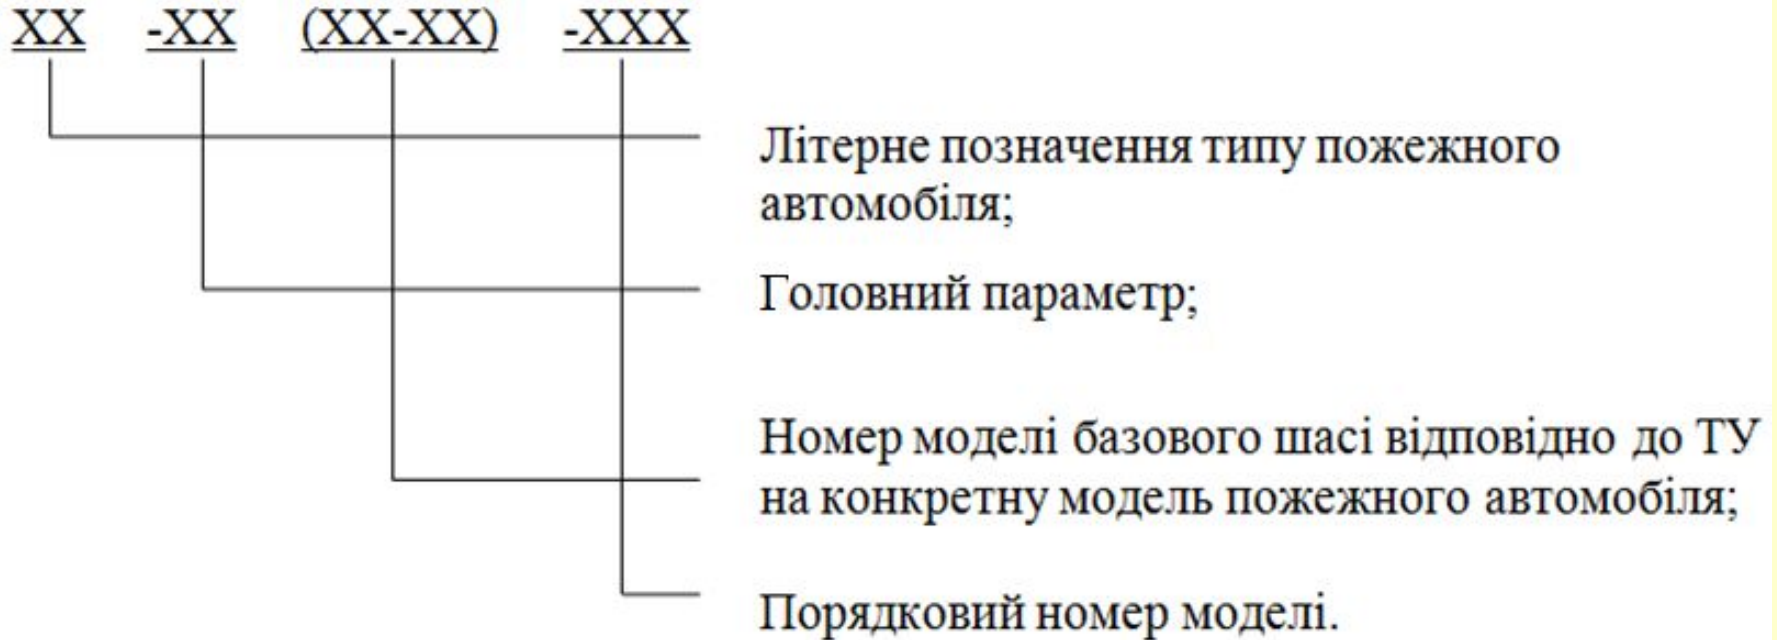 XX -XX (XX-XX) -XXX
Літерне позначення типу пожежного
автомобіля;
Головний параметр;
Номер моделі базового шасі відповідно до ТУ
на конкретну модель пожежного автомобіля;
Порядковий номер моделі.